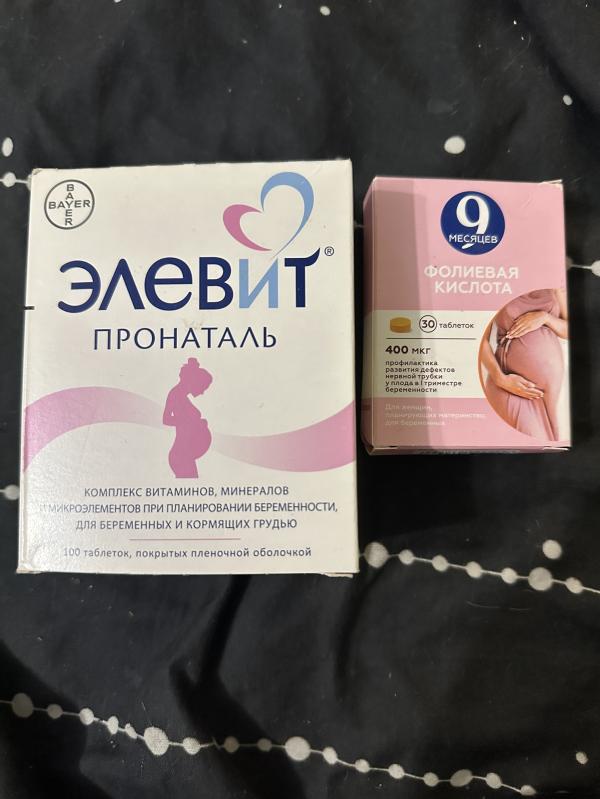 BAYER
BAYER
ЭЛЕВИТ®
ПРОНАТАЛЬ
КОМПЛЕКС ВИТАМИНОВ, МИНЕРАЛОВ
И МИКРОЭЛЕМЕНТОВ ПРИ ПЛАНИРОВАНИИ БЕРЕМЕННОСТИ,
ДЛЯ БЕРЕМЕННЫХ И КОРМЯЩИХ ГРУДЬЮ
100 таблеток, покрытых пленочной оболочкой
9
МЕСЯЦЕВ
ФОЛИЕВАЯ
КИСЛОТА
30 таблеток
400 мкг
профилактика
развития дефектов
нервной трубки
у плода в I триместре
беременности
Для женщин,
планирующих материнство,
для беременных